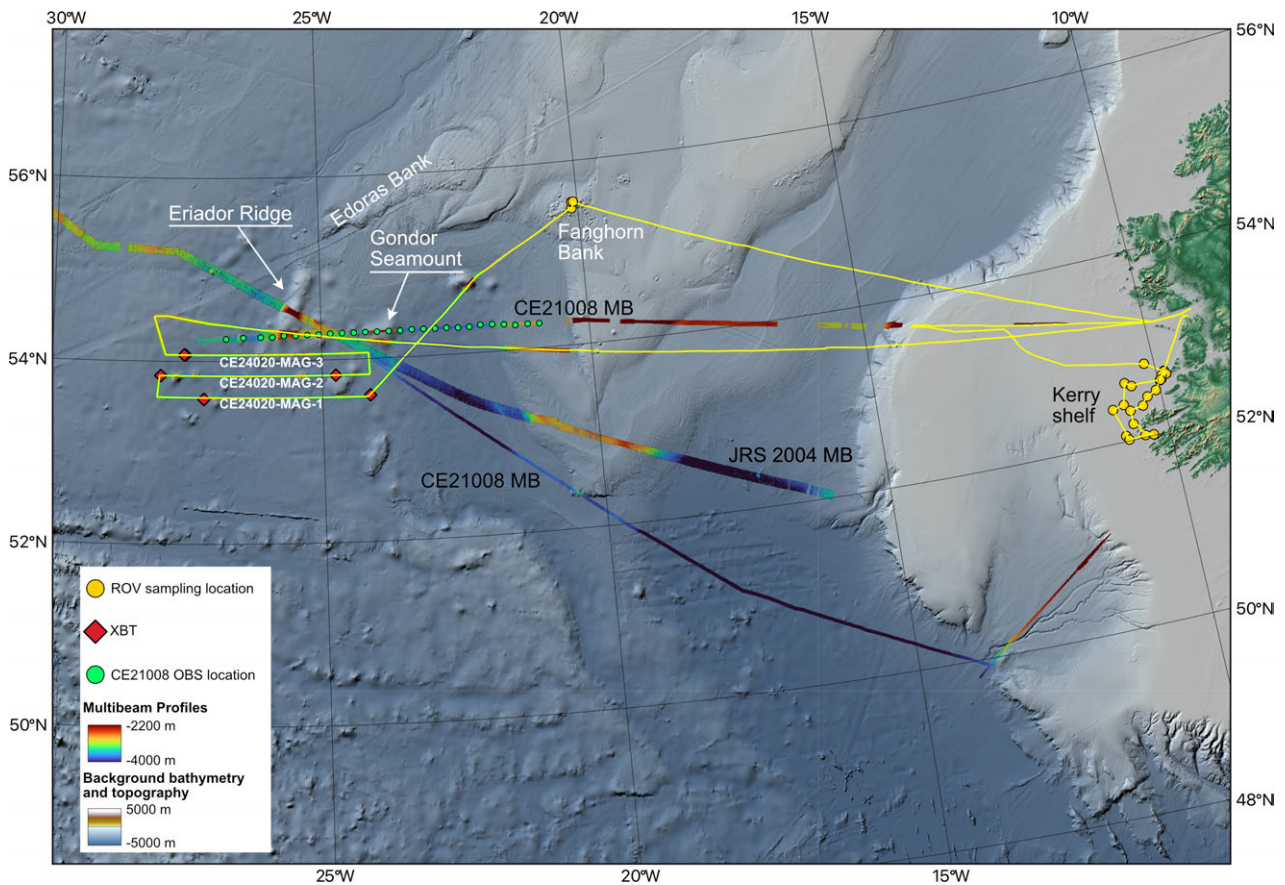 30°W
25°W
20°W
15°W
10°W
56°N
56°N
Eriador Ridge
Edoras Bank
Gondor
Seamount
Fanghorn
Bank
54°N
CE21008 MB
54°N
CE24020-MAG-3
CE24020-MAG-2
CE24020-MAG-1
Kerry
shelf
52°N
JRS 2004 MB
CE21008 MB
52°N
50°N
50°N
48°N
ROV sampling location
XBT
CE21008 OBS location
Multibeam Profiles
-2200 m
-4000 m
Background bathymetry
and topography
5000 m
-5000 m
25°W
20°W
15°W